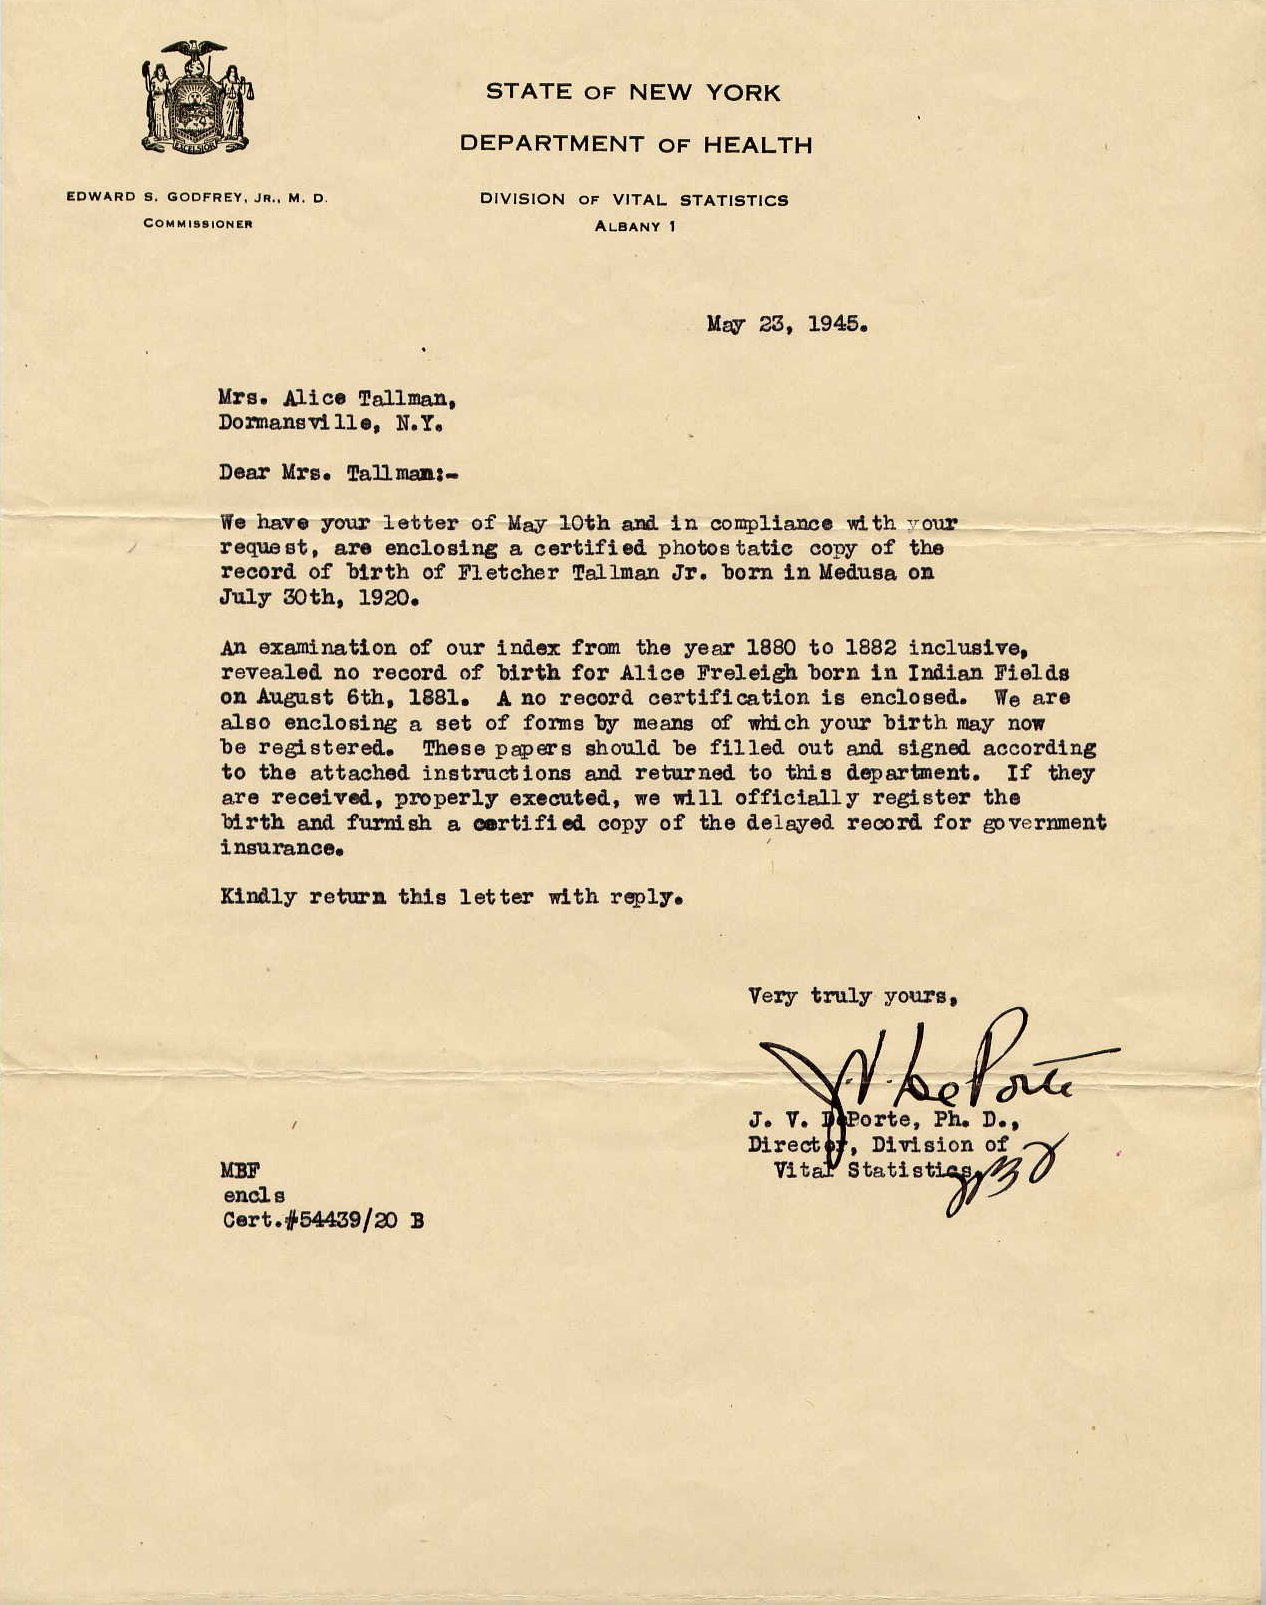 EXCELSIOR
STATE OF NEW YORK
DEPARTMENT OF HEALTH
EDWARD S. GODFREY, JR., M. D.
COMMISSIONER
DIVISION OF VITAL STATISTICS
ALBANY 1
May 23, 1945.
Mrs. Alice Tallman,
Dormansville, N.Y.
Dear Mrs. Tallman:-
We have your letter of May 10th and in compliance with your
request, are enclosing a certified photostatic copy of the
record of birth of Fletcher Tallman Jr. born in Medusa on
July 30th, 1920.
An examination of our index from the year 1880 to 1882 inclusive,
revealed no record of birth for Alice Freleigh born in Indian Fields
on August 6th, 1881. A no record certification is enclosed. We are
also enclosing a set of forms by means of which your birth may now
be registered. These papers should be filled out and signed according
to the attached instructions and returned to this department. If they
are received, properly executed, we will officially register the
birth and furnish a certified copy of the delayed record for government
insurance.
Kindly return this letter with reply.
Very truly yours,
J. V. DePorte
J. V. DePorte, Ph. D.,
Director, Division of
Vital Statistics
MBF
encls
Cert.#54439/20 B